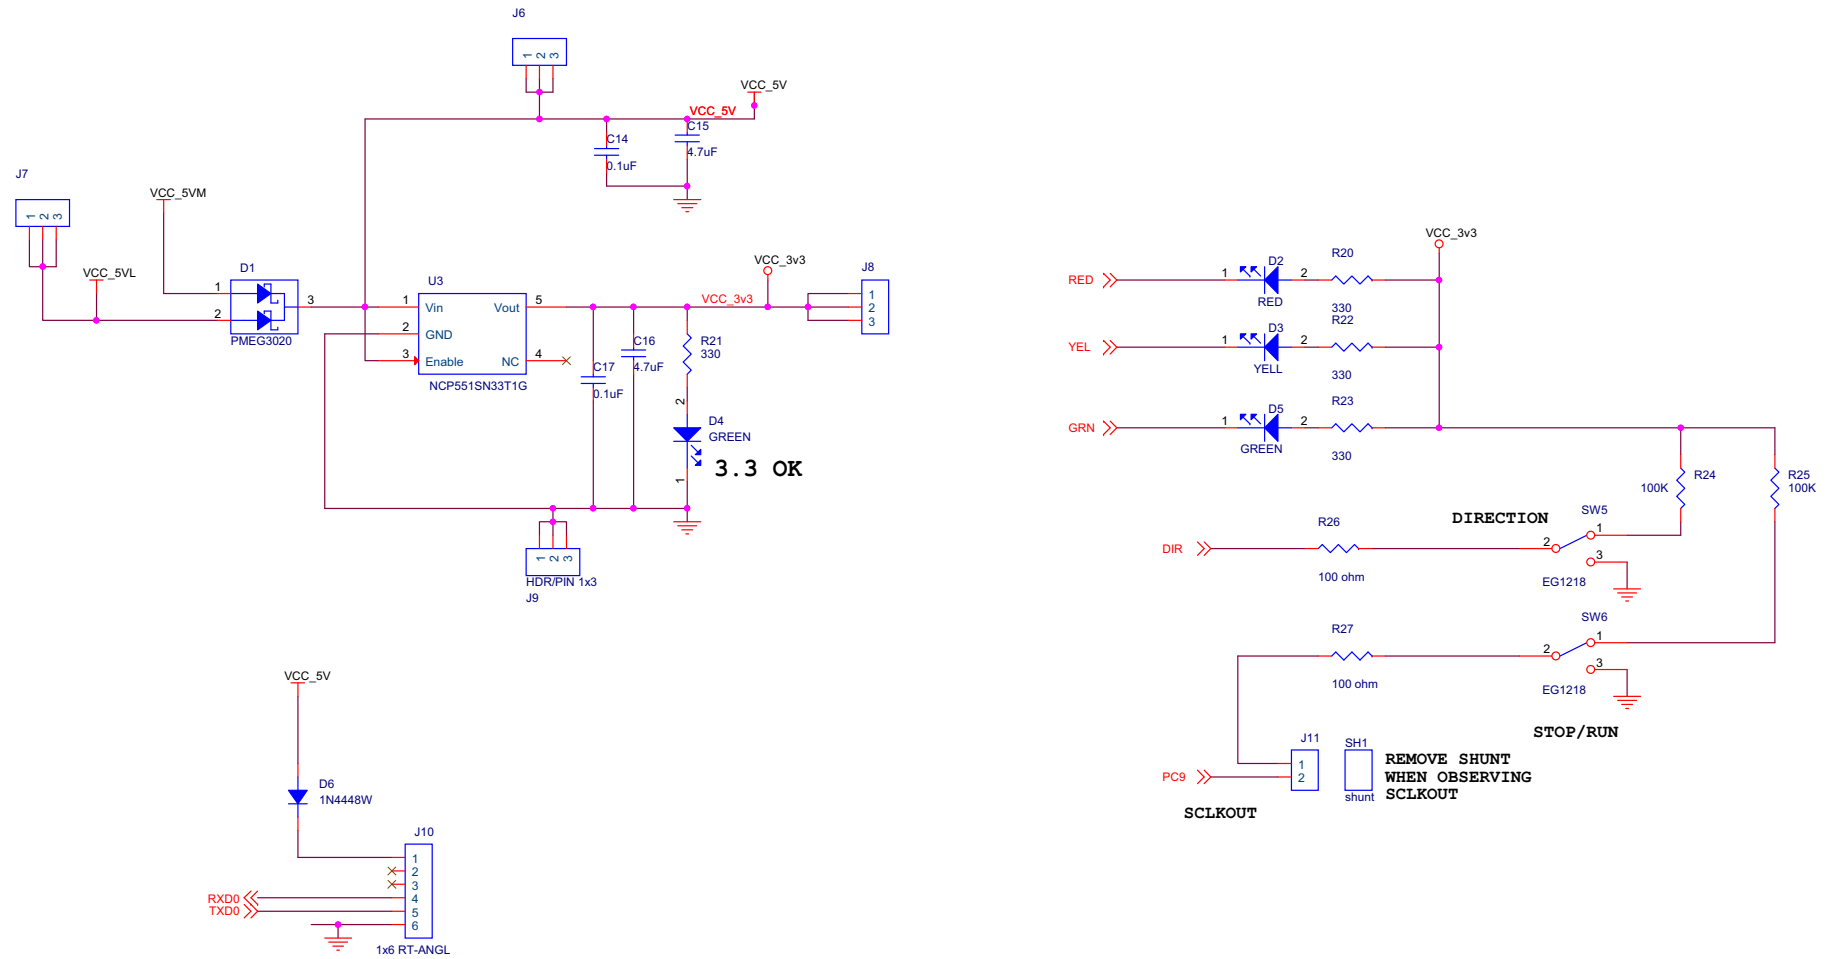 J6
1 2 3
VCC_5V
VCC_5V
C14
0.1uF
C15
4.7uF
J7
1 2 3
VCC_5VM
VCC_5VL
D1
1
2
3
PMEG3020
U3
1 Vin
2 GND
3 Enable
Vout 5
NC 4
NCP551SN33T1G
VCC_3v3
VCC_3v3
J8
1
2
3
C17
0.1uF
C16
4.7uF
R21
330
2
D4
GREEN
1
3.3 OK
1 2 3
HDR/PIN 1x3
J9
VCC_5V
D6
1N4448W
J10
1
2
3
4
5
6
RXD0
TXD0
1x6 RT-ANGL
VCC_3v3
RED
1 D2 2
RED
R20
330
YEL
1 D3 2
YELL
R22
330
GRN
1 D5 2
GREEN
R23
330
R24
100K
R25
100K
DIRECTION
SW5
DIR
R26
100 ohm
2
1
3
EG1218
SW6
R27
100 ohm
2
1
3
EG1218
STOP/RUN
J11
1
2
PC9
SCLKOUT
SH1
shunt
REMOVE SHUNT
WHEN OBSERVING
SCLKOUT